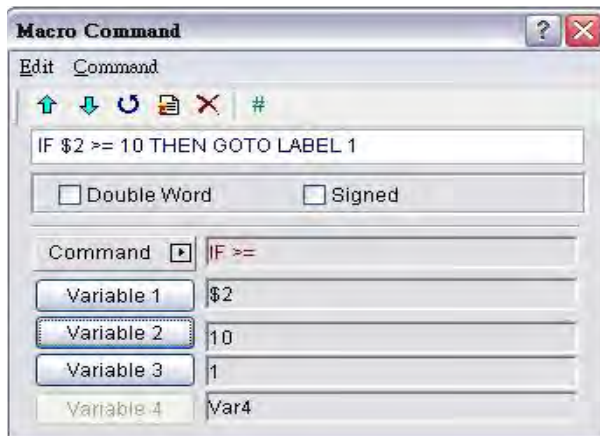 Macro Command
Edit Command
#
IF $2 >= 10 THEN GOTO LABEL 1
Double Word Signed
Command IF >=
Variable 1 $2
Variable 2 10
Variable 3 1
Variable 4 Var4